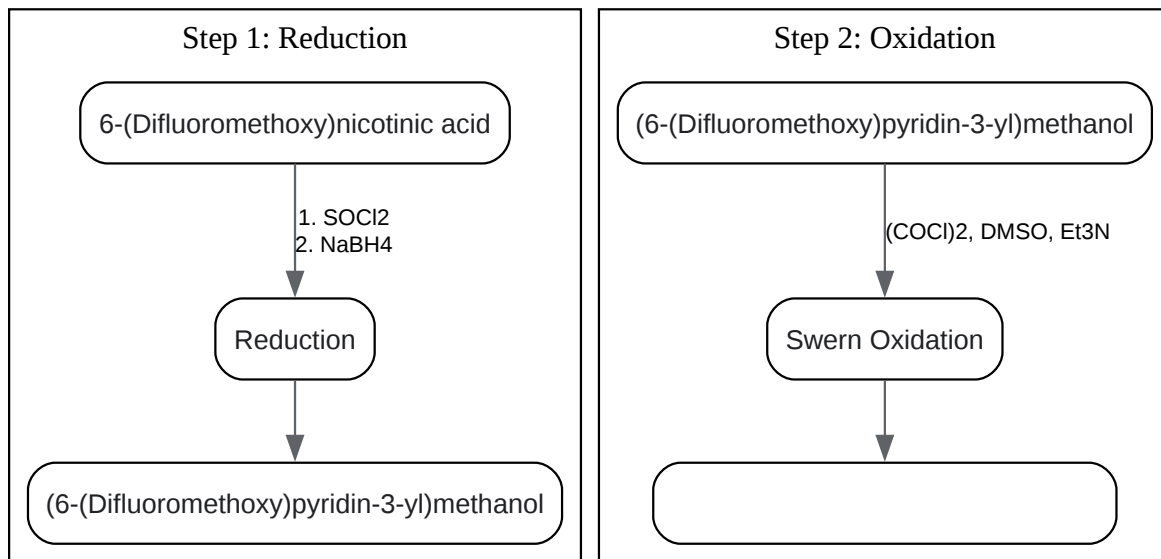 Step 1: Reduction
6-(Difluoromethoxy)nicotinic acid
1. SOCl2
2. NaBH4
Reduction
(6-(Difluoromethoxy)pyridin-3-yl)methanol
Step 2: Oxidation
(6-(Difluoromethoxy)pyridin-3-yl)methanol
(COCl)2, DMSO, Et3N
Swern Oxidation